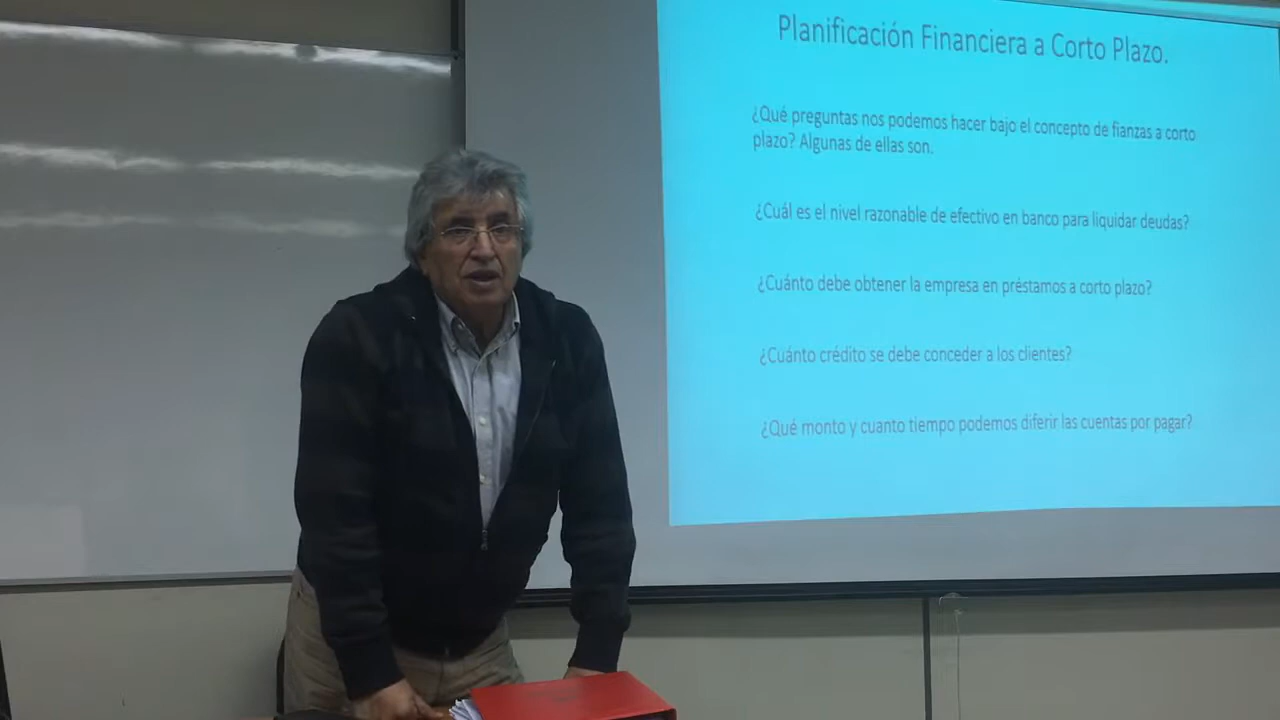 Planificación Financiera a Corto Plazo.
¿Qué preguntas nos podemos hacer bajo el concepto de fianzas a corto
plazo? Algunas de ellas son.
¿Cuál es el nivel razonable de efectivo en banco para liquidar deudas?
¿Cuánto debe obtener la empresa en préstamos a corto plazo?
¿Cuánto crédito se debe conceder a los clientes?
¿Qué monto y cuanto tiempo podemos diferir las cuentas por pagar?